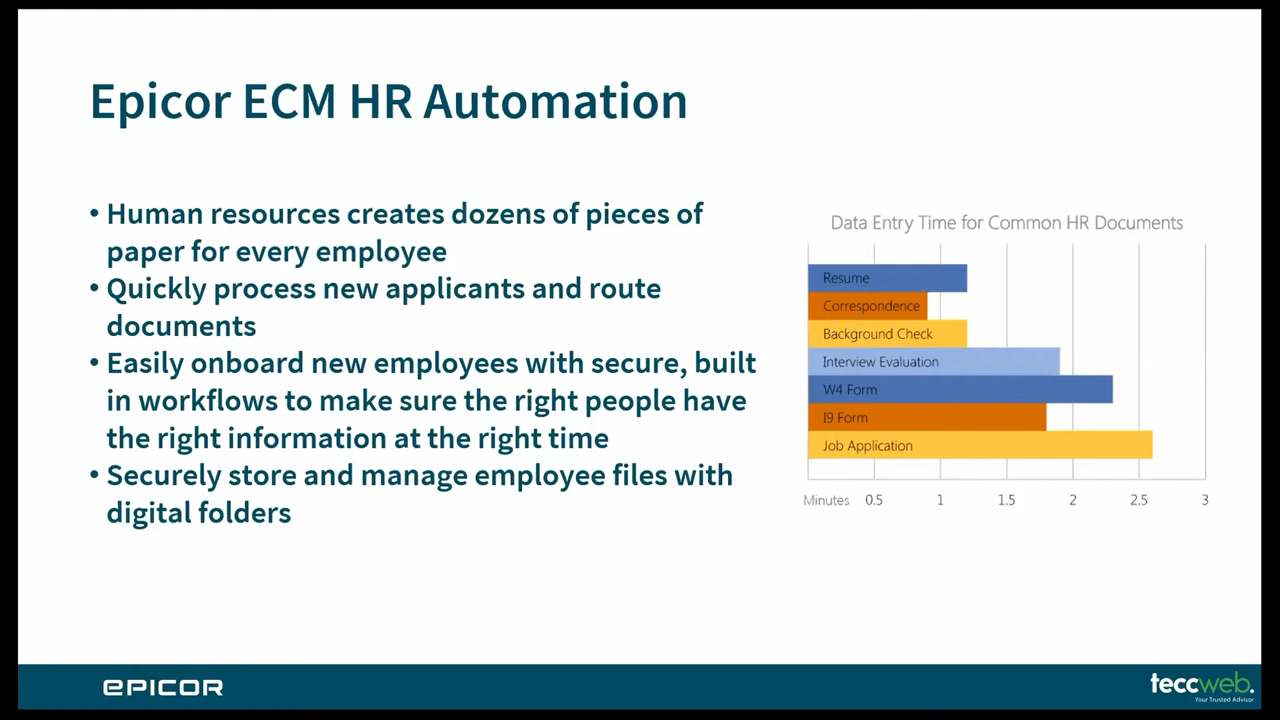 Epicor ECM HR Automation
• Human resources creates dozens of pieces of
paper for every employee
• Quickly process new applicants and route
documents
• Easily onboard new employees with secure, built
in workflows to make sure the right people have
the right information at the right time
• Securely store and manage employee files with
digital folders
Data Entry Time for Common HR Documents
Resume
Correspondence
Background Check
Interview Evaluation
W4 Form
I9 Form
Job Application
Minutes 0.5 1 1.5 2 2.5 3
EPICOR
teccweb.
Your Trusted Advisor